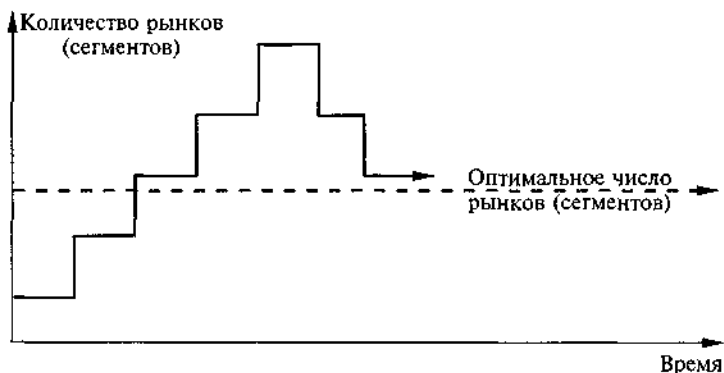 Количество рынков
(сегментов)
Оптимальное число
рынков (сегментов)
Время